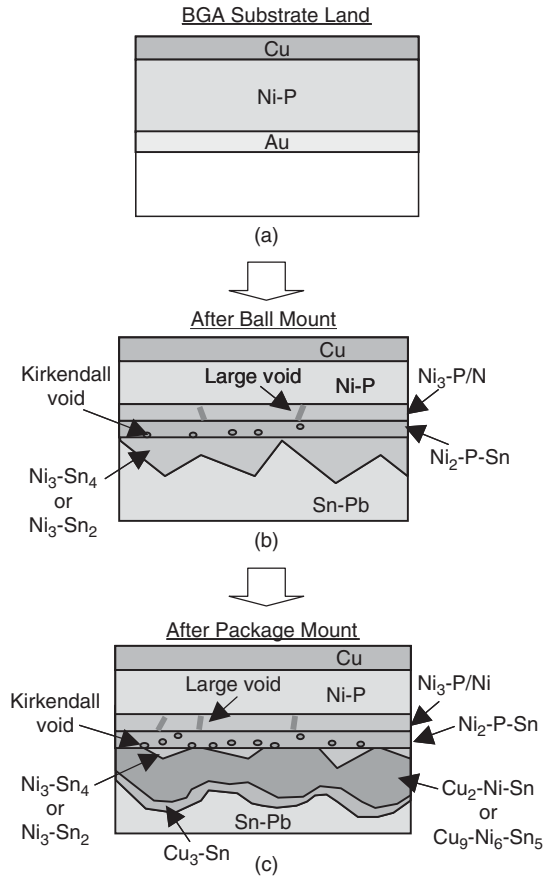 BGA Substrate Land
Cu
Ni-P
Au
(a)
After Ball Mount
Cu
Kirkendall
void
Large void
Ni-P
Ni₃-P/N
Ni₂-P-Sn
Ni₃-Sn₄
or
Ni₃-Sn₂
Sn-Pb
(b)
After Package Mount
Cu
Kirkendall
void
Large void
Ni-P
Ni₃-P/Ni
Ni₂-P-Sn
Ni₃-Sn₄
or
Ni₃-Sn₂
Cu₂-Ni-Sn
or
Cu₉-Ni₆-Sn₅
Sn-Pb
Cu₃-Sn
(c)